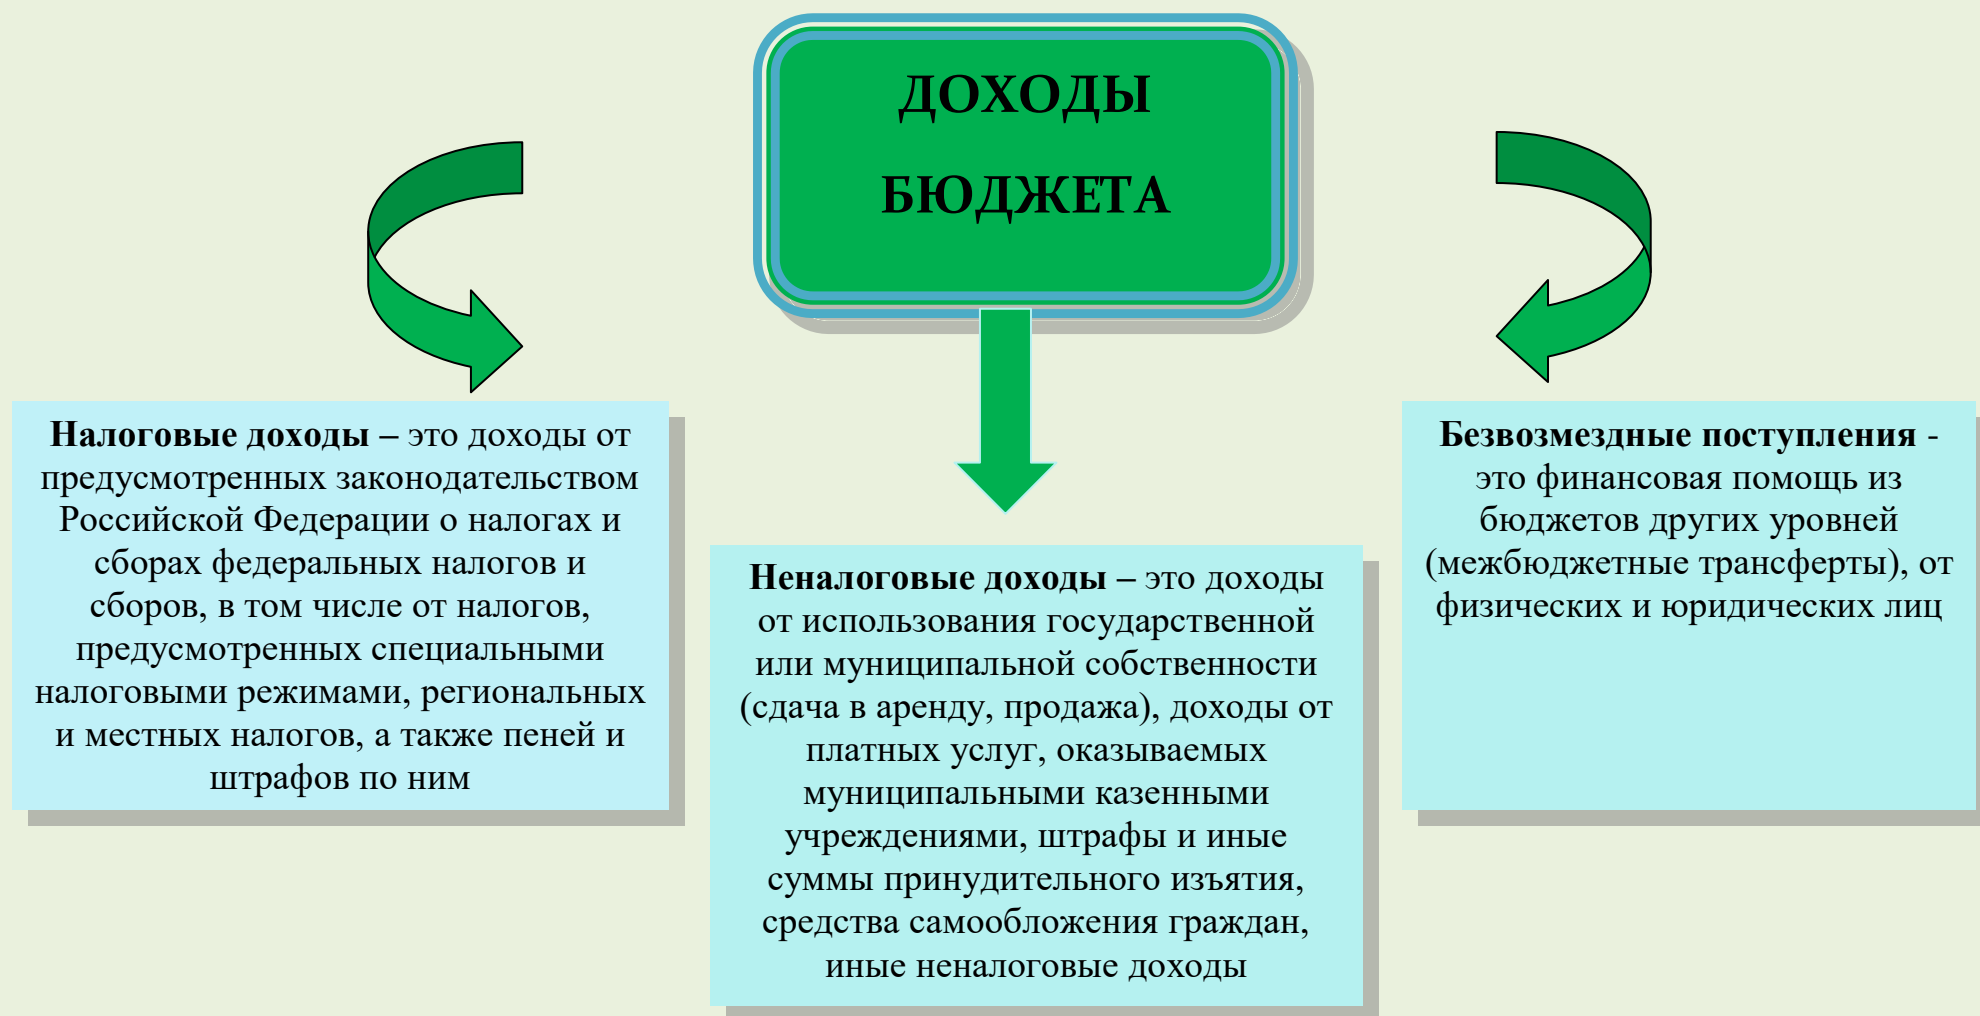 ДОХОДЫ
БЮДЖЕТА
Налоговые доходы – это доходы от
предусмотренных законодательством
Российской Федерации о налогах и
сборах федеральных налогов и
сборов, в том числе от налогов,
предусмотренных специальными
налоговыми режимами, региональных
и местных налогов, а также пеней и
штрафов по ним
Неналоговые доходы – это доходы
от использования государственной
или муниципальной собственности
(сдача в аренду, продажа), доходы от
платных услуг, оказываемых
муниципальными казенными
учреждениями, штрафы и иные
суммы принудительного изъятия,
средства самообложения граждан,
иные неналоговые доходы
Безвозмездные поступления -
это финансовая помощь из
бюджетов других уровней
(межбюджетные трансферты), от
физических и юридических лиц